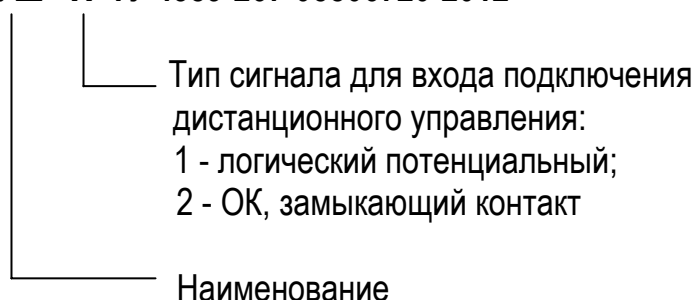 Тип сигнала для входа подключения
дистанционного управления:
1 - логический потенциальный;
2 - ОК, замыкающий контакт
Наименование